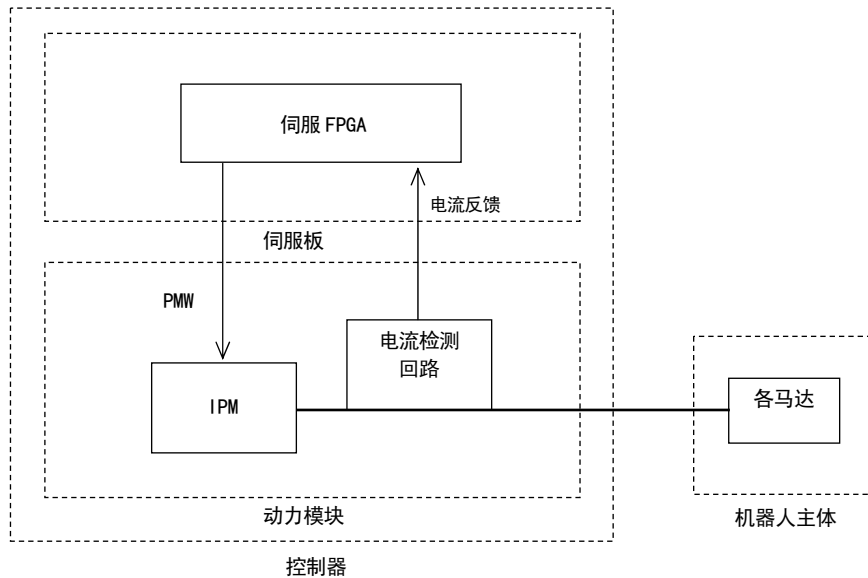 伺服 FPGA
电流反馈
伺服板
PMW
电流检测
回路
IPM
各马达
动力模块
机器人主体
控制器